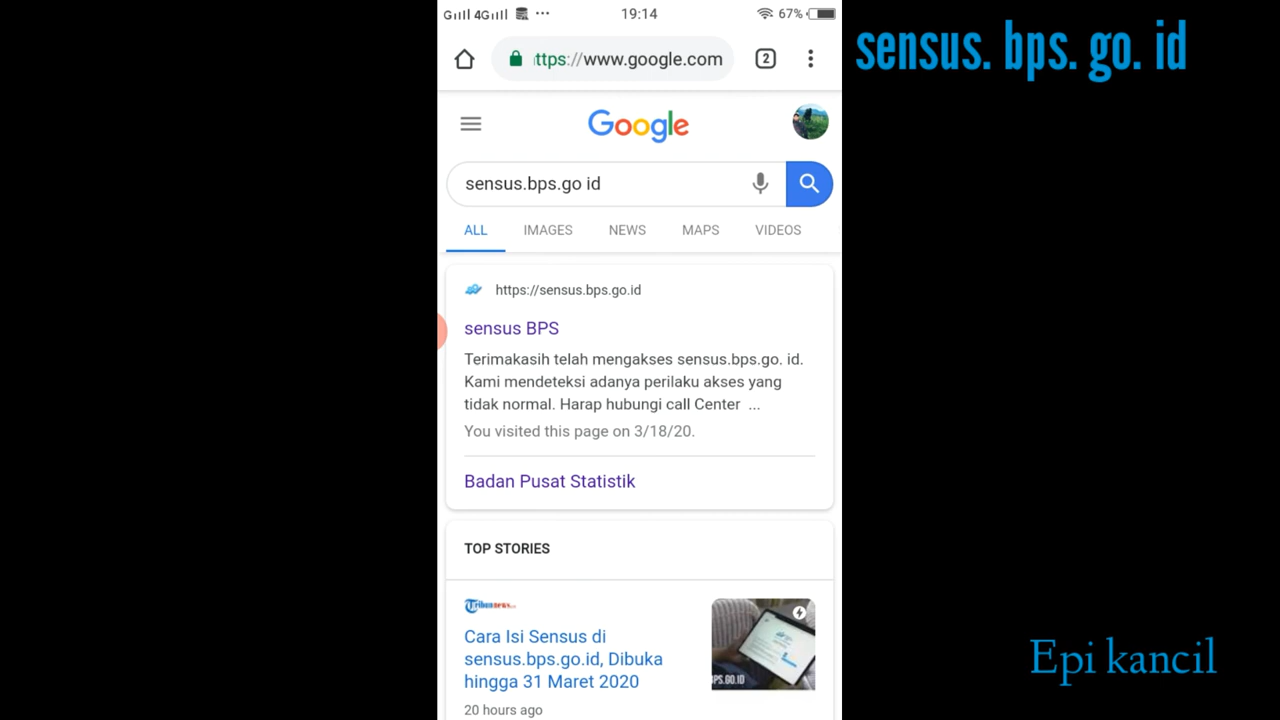 19:14
67%
sensus. bps. go. id
ttps://www.google.com
2
Google
sensus.bps.go id
ALL IMAGES NEWS MAPS VIDEOS
https://sensus.bps.go.id
sensus BPS
Terimakasih telah mengakses sensus.bps.go. id.
Kami mendeteksi adanya perilaku akses yang
tidak normal. Harap hubungi call Center ...
You visited this page on 3/18/20.
Badan Pusat Statistik
TOP STORIES
Tribunnews
Cara Isi Sensus di
sensus.bps.go.id, Dibuka
hingga 31 Maret 2020
20 hours ago
BPS.GO.ID
Epi kancil